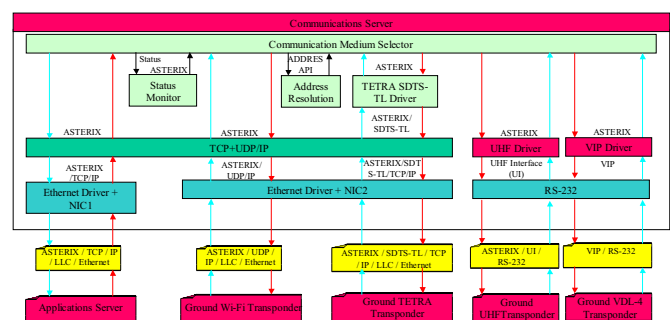 Communications Server
Communication Medium Selector
Status
ASTERIX
ADDRES
API
ASTERIX
Status
Monitor
Address
Resolution
TETRA SDTS-
TL Driver
ASTERIX/
SDTS-TL
ASTERIX
ASTERIX
ASTERIX
ASTERIX
TCP+UDP/IP
UHF Driver
VIP Driver
ASTERIX
/TCP/IP
ASTERIX/
UDP/IP
ASTERIX/SDT
S-TL/TCP/IP
UHF Interface
(UI)
VIP
Ethernet Driver +
NIC1
Ethernet Driver + NIC2
RS-232
ASTERIX / TCP / IP
/ LLC / Ethernet
ASTERIX / UDP /
IP / LLC / Ethernet
ASTERIX / SDTS-TL / TCP
/ IP / LLC / Ethernet
ASTERIX / UI /
RS-232
VIP / RS-232
Applications Server
Ground Wi-Fi Transponder
Ground TETRA
Transponder
Ground
UHFTransponder
Ground VDL-4
Transponder